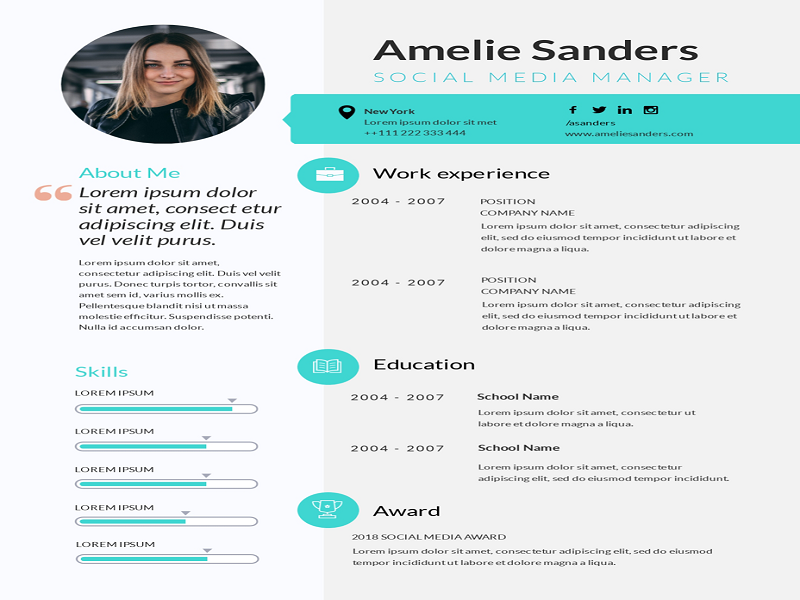 Amelie Sanders
SOCIAL MEDIA MANAGER
NewYork
Lorem ipsum dolor sit met
++111 222 333 444
/asanders
www.ameliesanders.com
About Me
“ Lorem ipsum dolor
sit amet, consect etur
adipiscing elit. Duis
vel velit purus.
Lorem ipsum dolor sit amet,
consectetur adipiscing elit. Duis vel velit
purus. Donec turpis tortor, convallis sit
amet sem id, varius mollis ex.
Pellentesque blandit nisi ut massa
molestie efficitur. Suspendisse potenti.
Nulla id accumsan dolor.
Skills
LOREM IPSUM
LOREM IPSUM
LOREM IPSUM
LOREM IPSUM
LOREM IPSUM
Work experience
2004 - 2007
POSITION
COMPANY NAME
Lorem ipsum dolor sit amet, consectetur adipiscing
elit, sed do eiusmod tempor incididunt ut labore et
dolore magna a liqua.
2004 - 2007
POSITION
COMPANY NAME
Lorem ipsum dolor sit amet, consectetur adipiscing
elit, sed do eiusmod tempor incididunt ut labore et
dolore magna a liqua.
Education
2004 - 2007
School Name
Lorem ipsum dolor sit amet, consectetur ut
labore et dolore magna a liqua.
2004 - 2007
School Name
Lorem ipsum dolor sit amet, consectetur
adipiscing elit, sed do eiusmod tempor incididunt.
Award
2018 SOCIAL MEDIA AWARD
Lorem ipsum dolor sit amet, consectetur adipiscing elit, sed do eiusmod
tempor incididunt ut labore et dolore magna a liqua.